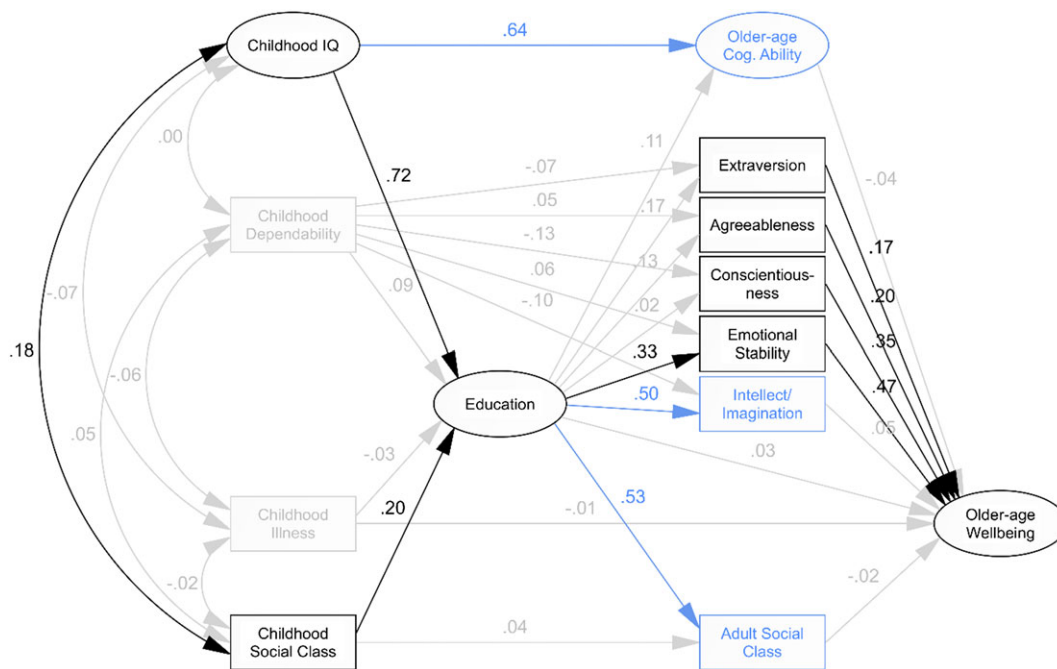 Childhood IQ
.64
Older-age
Cog. Ability
.00
.11
.72
-.07
Extraversion
-.04
.05
.17
Childhood
Dependability
-.13
Agreeableness
.17
.06
.13
-.07
.09
-.10
.02
Conscientious-
ness
.20
.18
.33
Emotional
Stability
.35
-.06
.47
Education
.50
Intellect/
Imagination
.05
.05
-.03
.03
.53
.20
-.01
Childhood
Illness
Older-age
Wellbeing
-.02
-.02
Childhood
Social Class
.04
Adult Social
Class